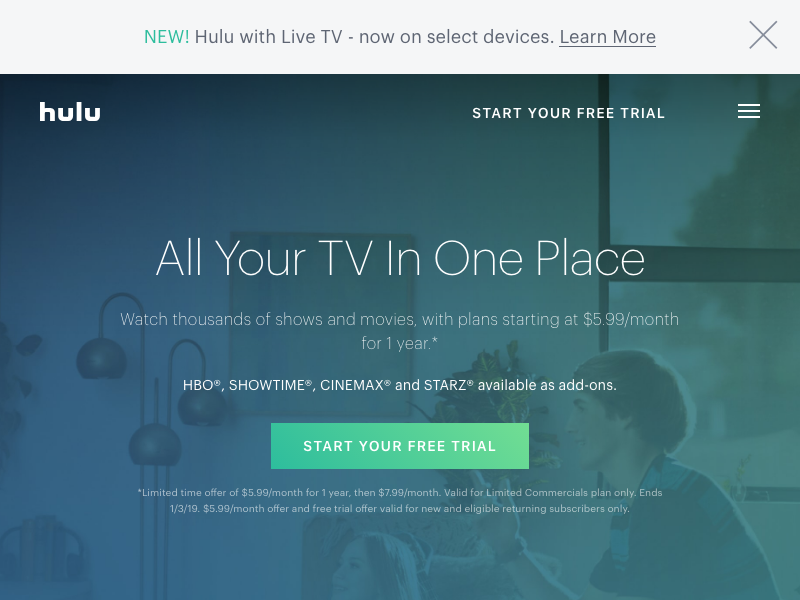 NEW! Hulu with Live TV - now on select devices. Learn More
hulu
START YOUR FREE TRIAL
All Your TV In One Place
Watch thousands of shows and movies, with plans starting at $5.99/month
for 1 year.*
HBO®, SHOWTIME®, CINEMAX® and STARZ® available as add-ons.
START YOUR FREE TRIAL
*Limited time offer of $5.99/month for 1 year, then $7.99/month. Valid for Limited Commercials plan only. Ends
1/3/19. $5.99/month offer and free trial offer valid for new and eligible returning subscribers only.